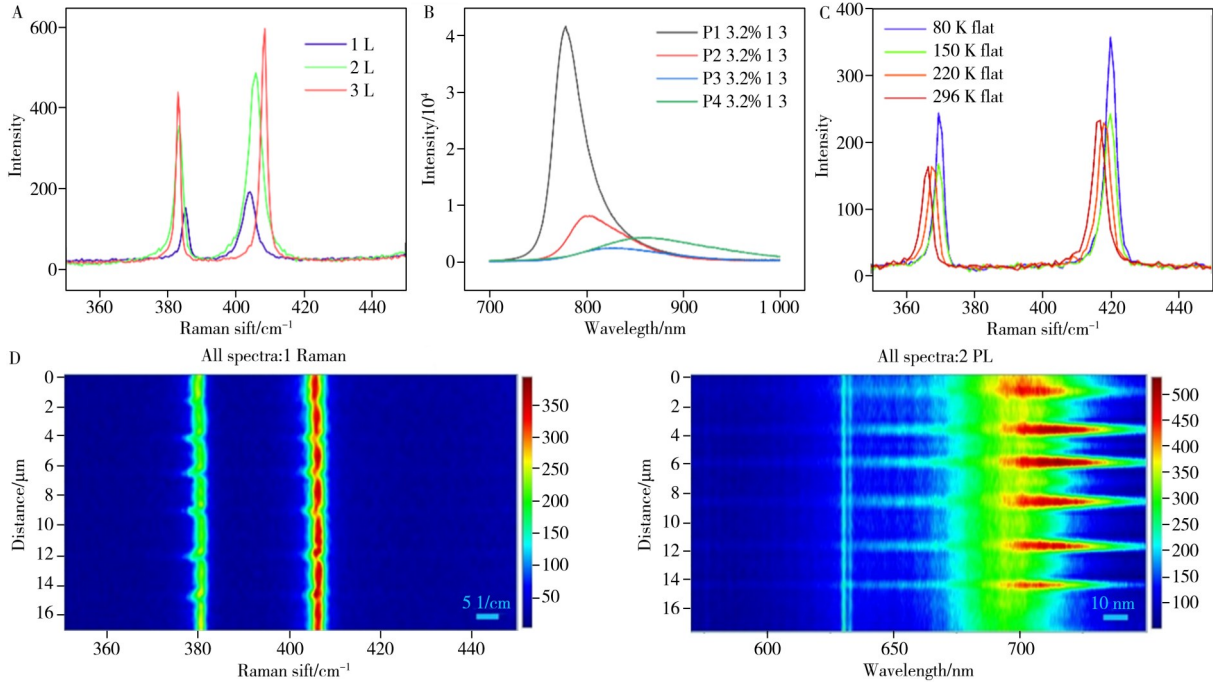 A
600
400
200
0
Intensity
1 L
2 L
3 L
360
380
400
420
440
Raman sift/cm⁻¹
B
4
3
2
1
0
Intensity/10⁴
P1 3.2% 1 3
P2 3.2% 1 3
P3 3.2% 1 3
P4 3.2% 1 3
700
800
900
1 000
Wavelegth/nm
C
400
300
200
100
0
Intensity
80 K flat
150 K flat
220 K flat
296 K flat
360
380
400
420
440
Raman sift/cm⁻¹
D
All spectra:1 Raman
0
2
4
6
8
10
12
14
16
Distance/μm
5 1/cm
350
300
250
200
150
100
50
360
380
400
420
440
Raman sift/cm⁻¹
All spectra:2 PL
0
2
4
6
8
10
12
14
16
Distance/μm
10 nm
500
450
400
350
300
250
200
150
100
600
650
700
Wavelength/nm